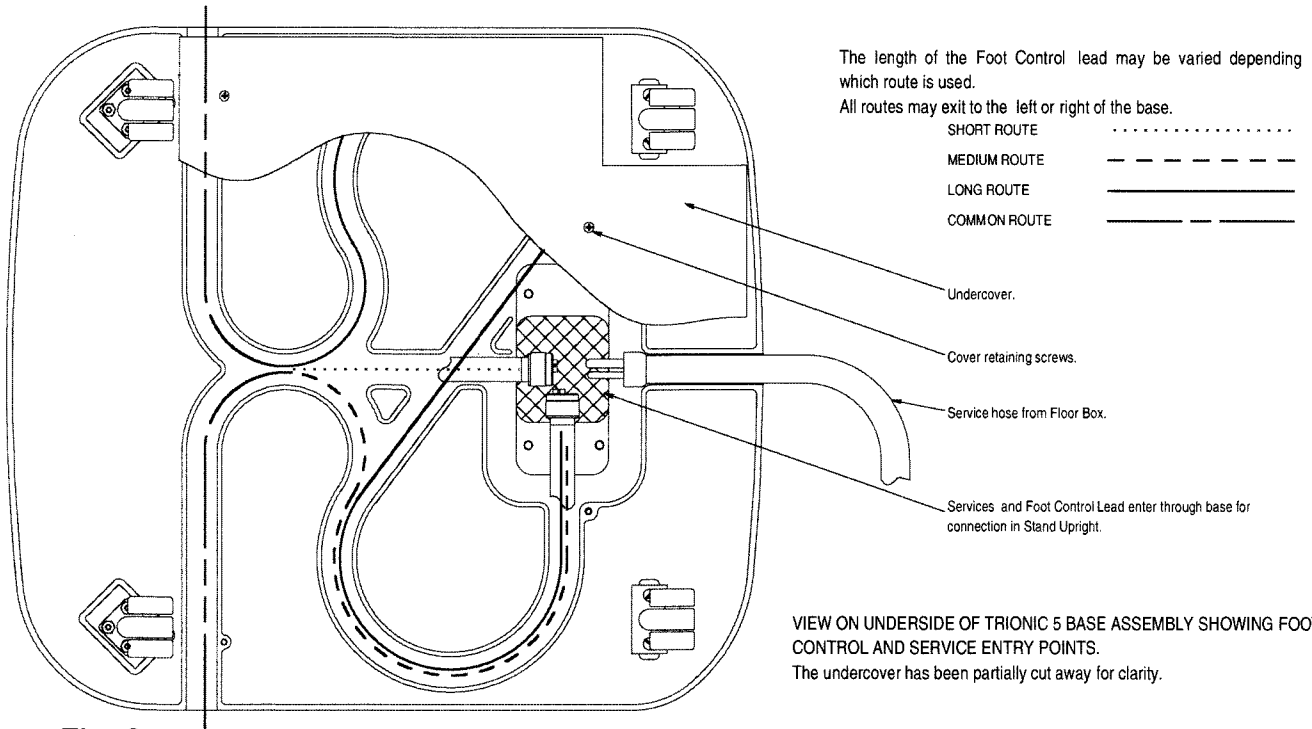 The length of the Foot Control lead may be varied depending
which route is used.
All routes may exit to the left or right of the base.
SHORT ROUTE
MEDIUM ROUTE
LONG ROUTE
COMMON ROUTE
Undercover.
Cover retaining screws.
Service hose from Floor Box.
Services and Foot Control Lead enter through base for
connection in Stand Upright.
VIEW ON UNDERSIDE OF TRIONIC 5 BASE ASSEMBLY SHOWING FOO
CONTROL AND SERVICE ENTRY POINTS.
The undercover has been partially cut away for clarity.